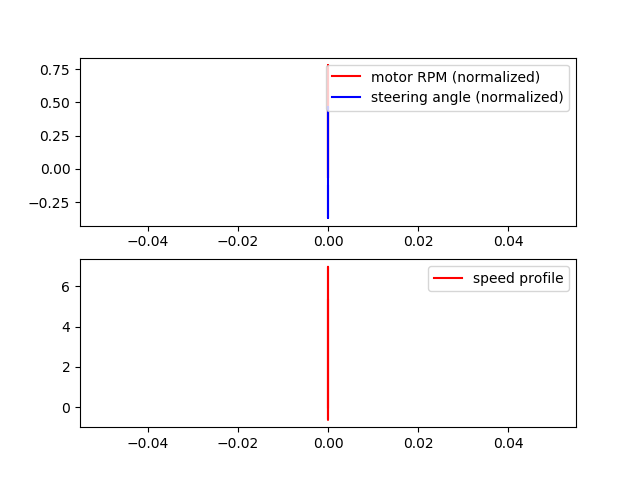 0.75
0.50
0.25
0.00
−0.25
motor RPM (normalized)
steering angle (normalized)
−0.04 −0.02 0.00 0.02 0.04
6
4
2
0
speed profile
−0.04 −0.02 0.00 0.02 0.04